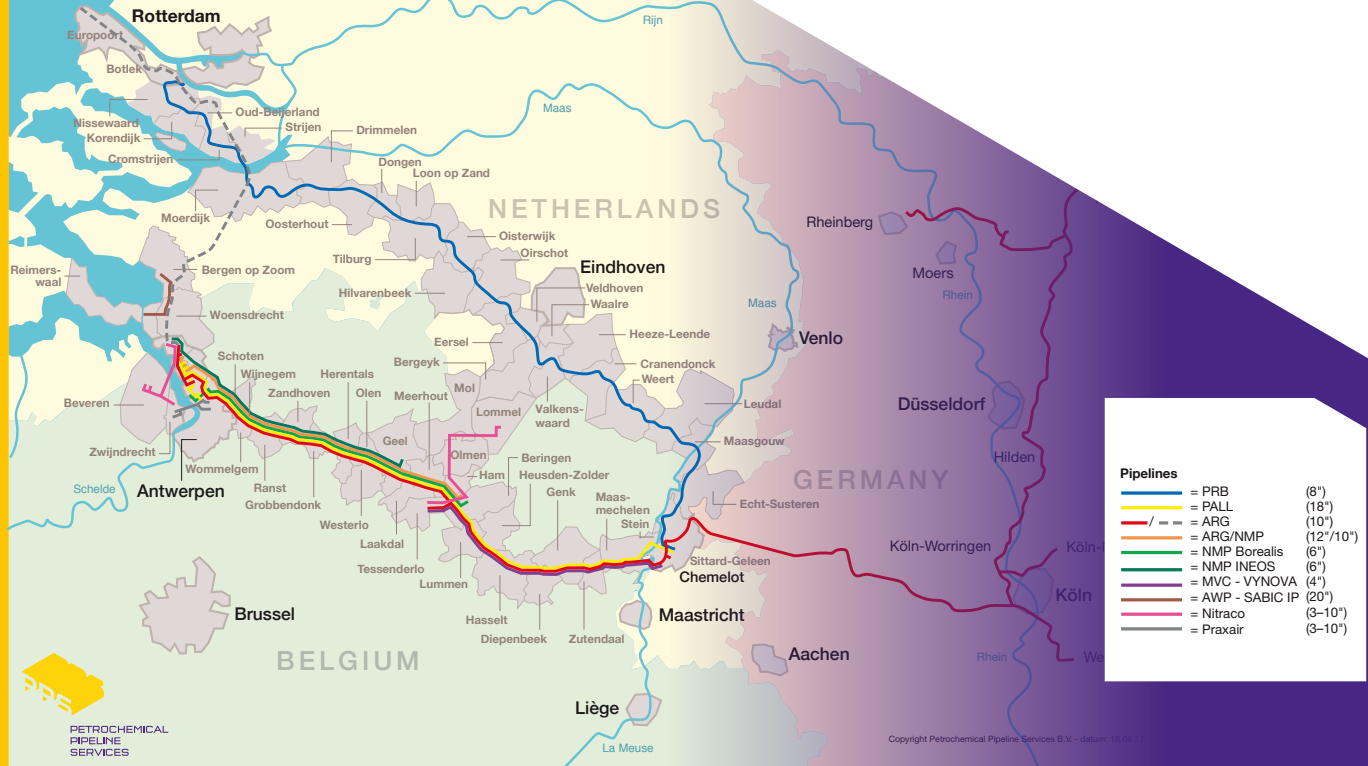 Rotterdam
Europoort
Rijn
Botlek
Maas
Oud-Beijerland
Nissewaard
Strijen
Korendijk
Drimmelen
Cromstrijen
Dongen
Loon op Zand
NETHERLANDS
Moerdijk
Oosterhout
Rheinberg
Oisterwijk
Oirschot
Tilburg
Reimers-
waal
Bergen op Zoom
Eindhoven
Moers
Hilvarenbeek
Veldhoven
Rhein
Waalre
Maas
Woensdrecht
Heeze-Leende
Eersel
Venlo
Schoten
Bergeyk
Cranendonck
Wijnegem
Herentals
Weert
Zandhoven
Olen
Meerhout
Mol
Beveren
Lommel
Valkens-
waard
Leudal
Düsseldorf
Geel
Maasgouw
Zwijndrecht
Olmen
Beringen
Hilden
Wommelgem
Ham
Heusden-Zolder
GERMANY
Schelde
Antwerpen
Ranst
Genk
Grobbendonk
Maas-
mechelen
Echt-Susteren
Westerlo
Stein
Laakdal
Köln-Worringen
Sittard-Geleen
Tessenderlo
Chemelot
Lummen
Köln
Brussel
Maastricht
Hasselt
Diepenbeek
Zutendaal
BELGIUM
Aachen
Rhein
Liège
La Meuse
Pipelines
= PRB (8")
= PALL (18")
/ = ARG (10")
= ARG/NMP (12"/10")
= NMP Borealis (6")
= NMP INEOS (6")
= MVC - VYNOVA (4")
= AWP - SABIC IP (20")
= Nitraco (3–10")
= Praxair (3–10")
PPS
PETROCHEMICAL
PIPELINE
SERVICES
Copyright Petrochemical Pipeline Services B.V. - datum: